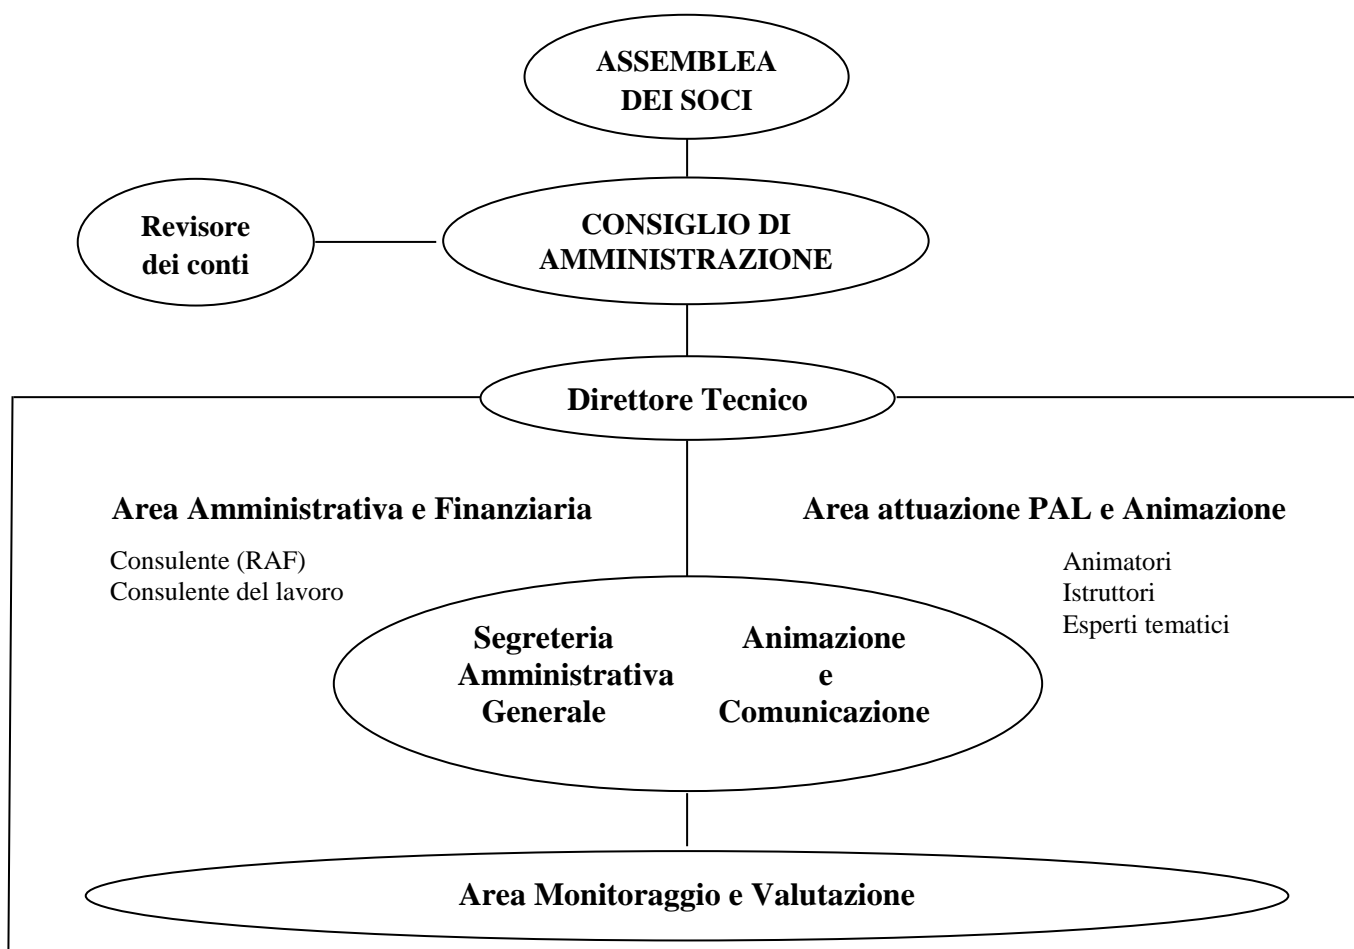 ASSEMBLEA
DEI SOCI
Revisore
dei conti
CONSIGLIO DI
AMMINISTRAZIONE
Direttore Tecnico
Area Amministrativa e Finanziaria
Consulente (RAF)
Consulente del lavoro
Area attuazione PAL e Animazione
Animatori
Istruttori
Esperti tematici
Segreteria
Amministrativa
Generale
Animazione
e
Comunicazione
Area Monitoraggio e Valutazione